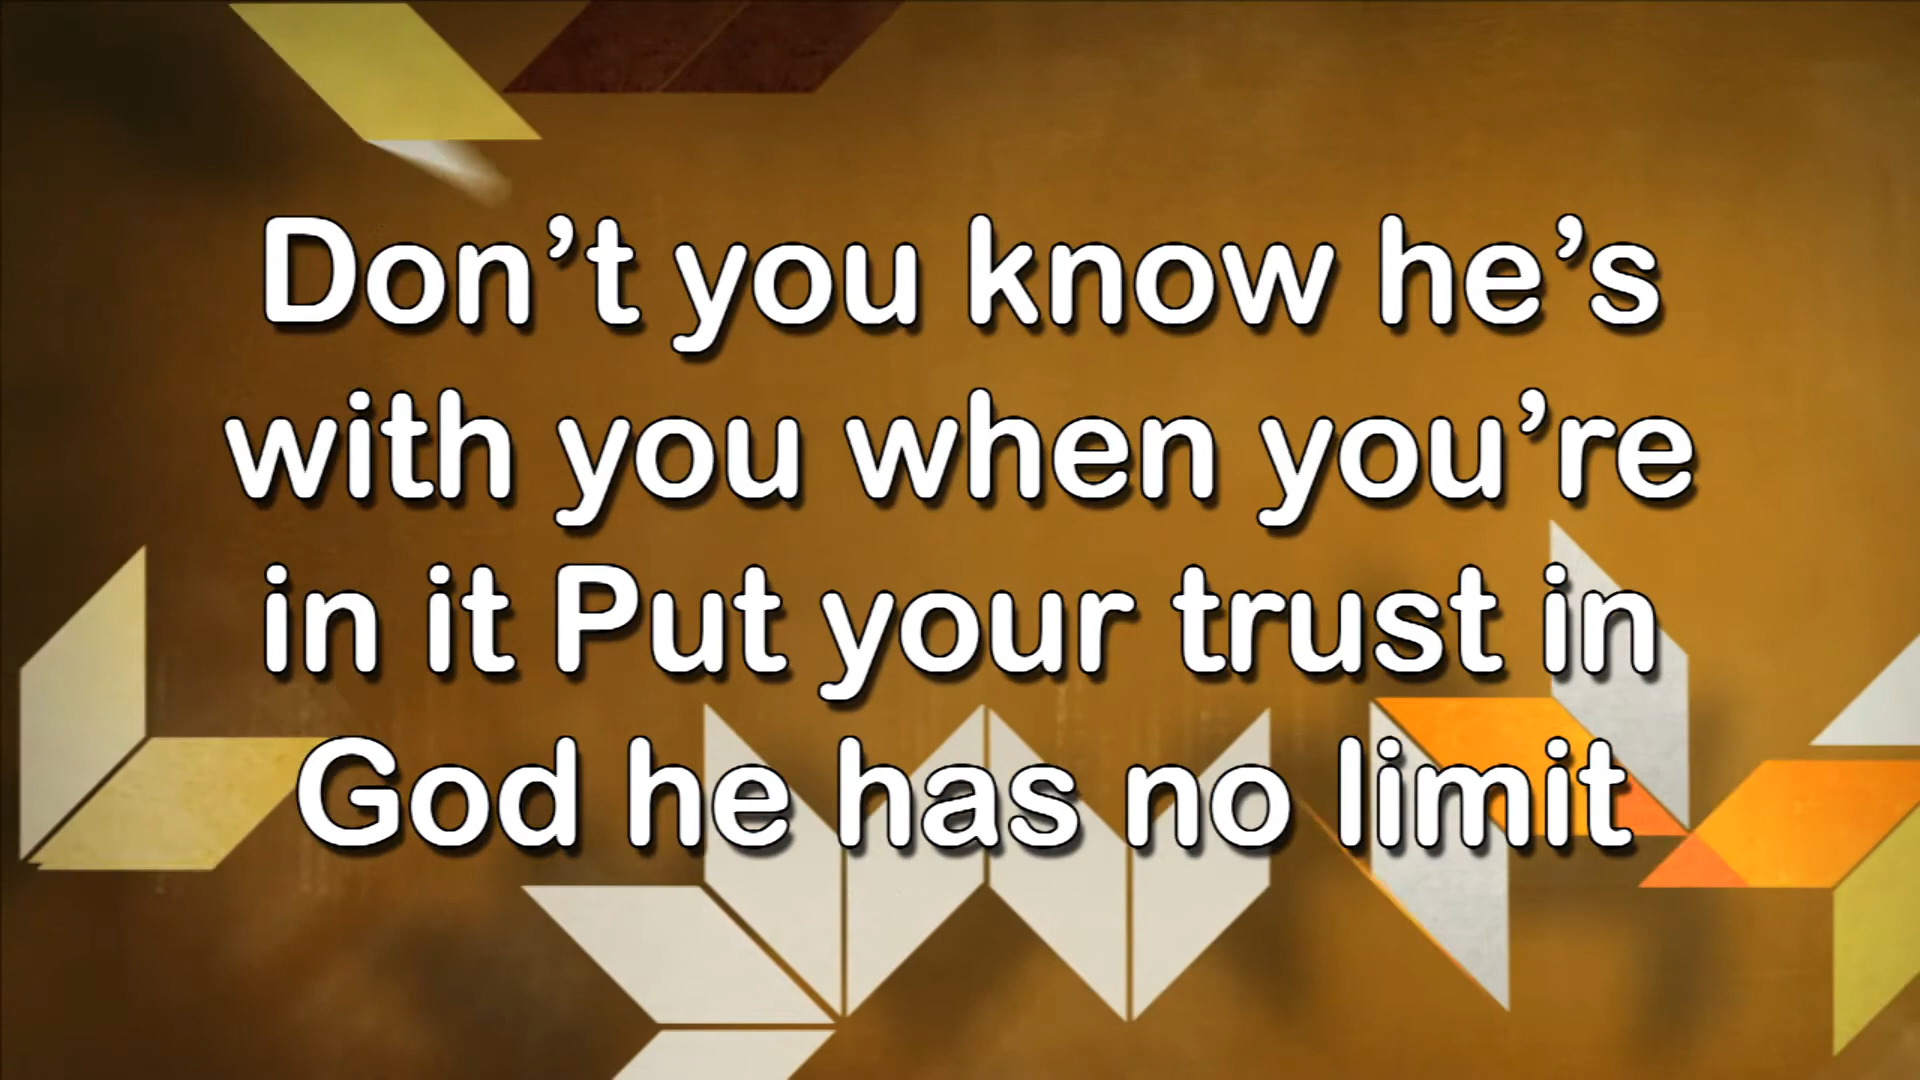 Don’t you know he’s
with you when you’re
in it Put your trust in
God he has no limit